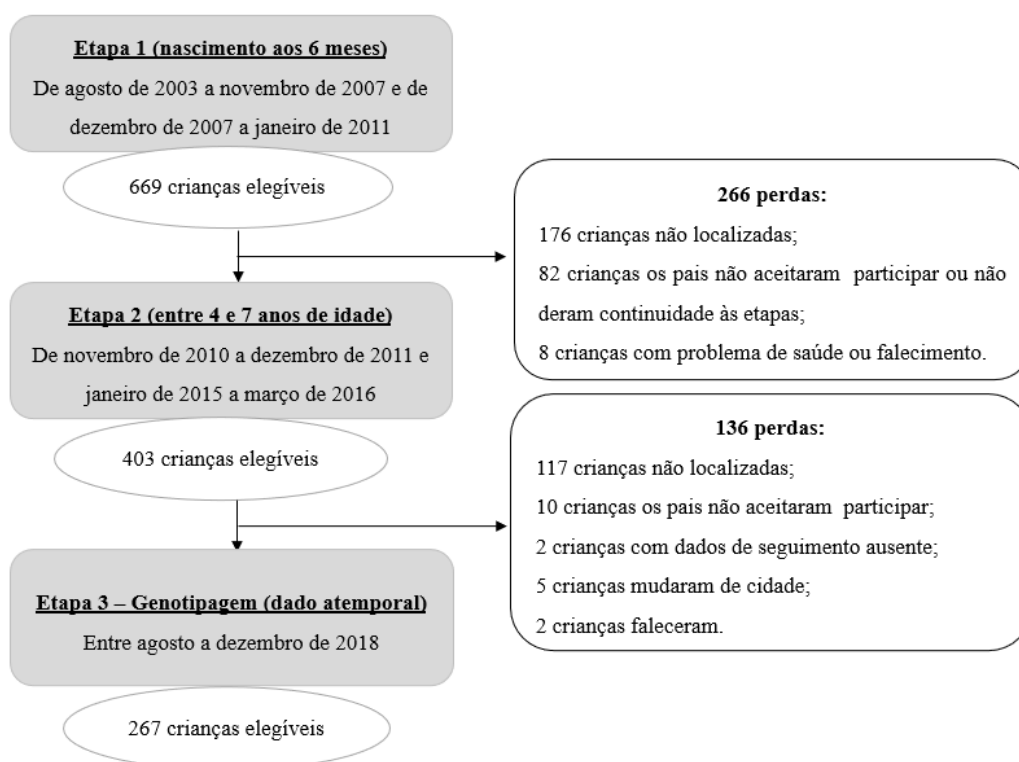 Etapa 1 (nascimento aos 6 meses)
De agosto de 2003 a novembro de 2007 e de
dezembro de 2007 a janeiro de 2011
669 crianças elegíveis
266 perdas:
176 crianças não localizadas;
82 crianças os pais não aceitaram participar ou não
deram continuidade às etapas;
8 crianças com problema de saúde ou falecimento.
Etapa 2 (entre 4 e 7 anos de idade)
De novembro de 2010 a dezembro de 2011 e
janeiro de 2015 a março de 2016
403 crianças elegíveis
136 perdas:
117 crianças não localizadas;
10 crianças os pais não aceitaram participar;
2 crianças com dados de seguimento ausente;
5 crianças mudaram de cidade;
2 crianças faleceram.
Etapa 3 – Genotipagem (dado atemporal)
Entre agosto a dezembro de 2018
267 crianças elegíveis